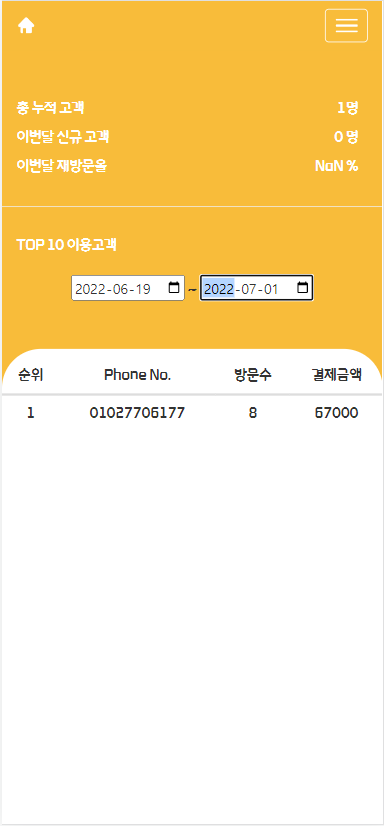 총 누적 고객 1명
이번달 신규 고객 0 명
이번달 재방문율 NaN %
TOP 10 이용고객
2022-06-19 ~ 2022-07-01
순위 Phone No. 방문수 결제금액
1 01027706177 8 67000